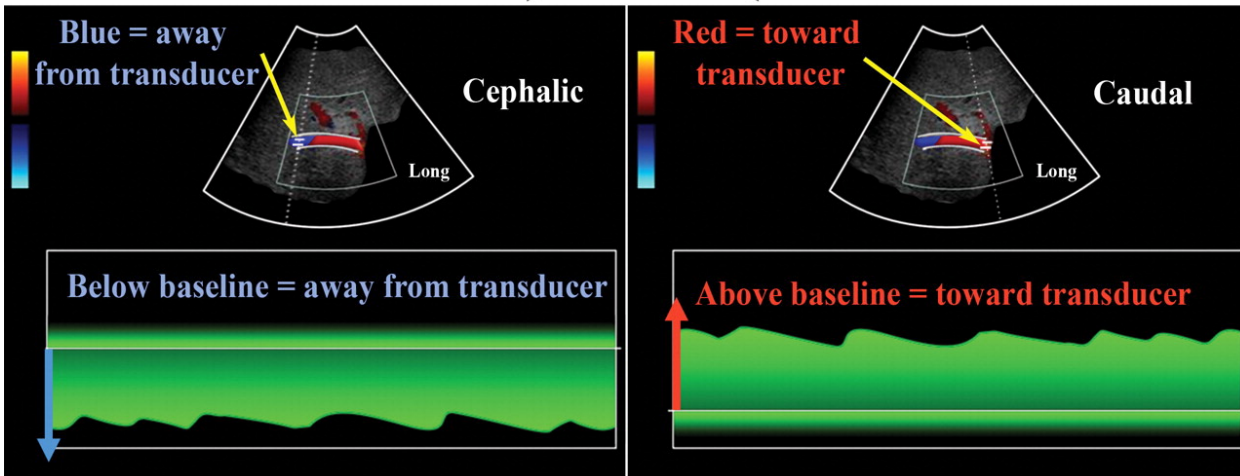 Blue = away
from transducer
Cephalic
Long
Below baseline = away from transducer
Red = toward
transducer
Caudal
Long
Above baseline = toward transducer